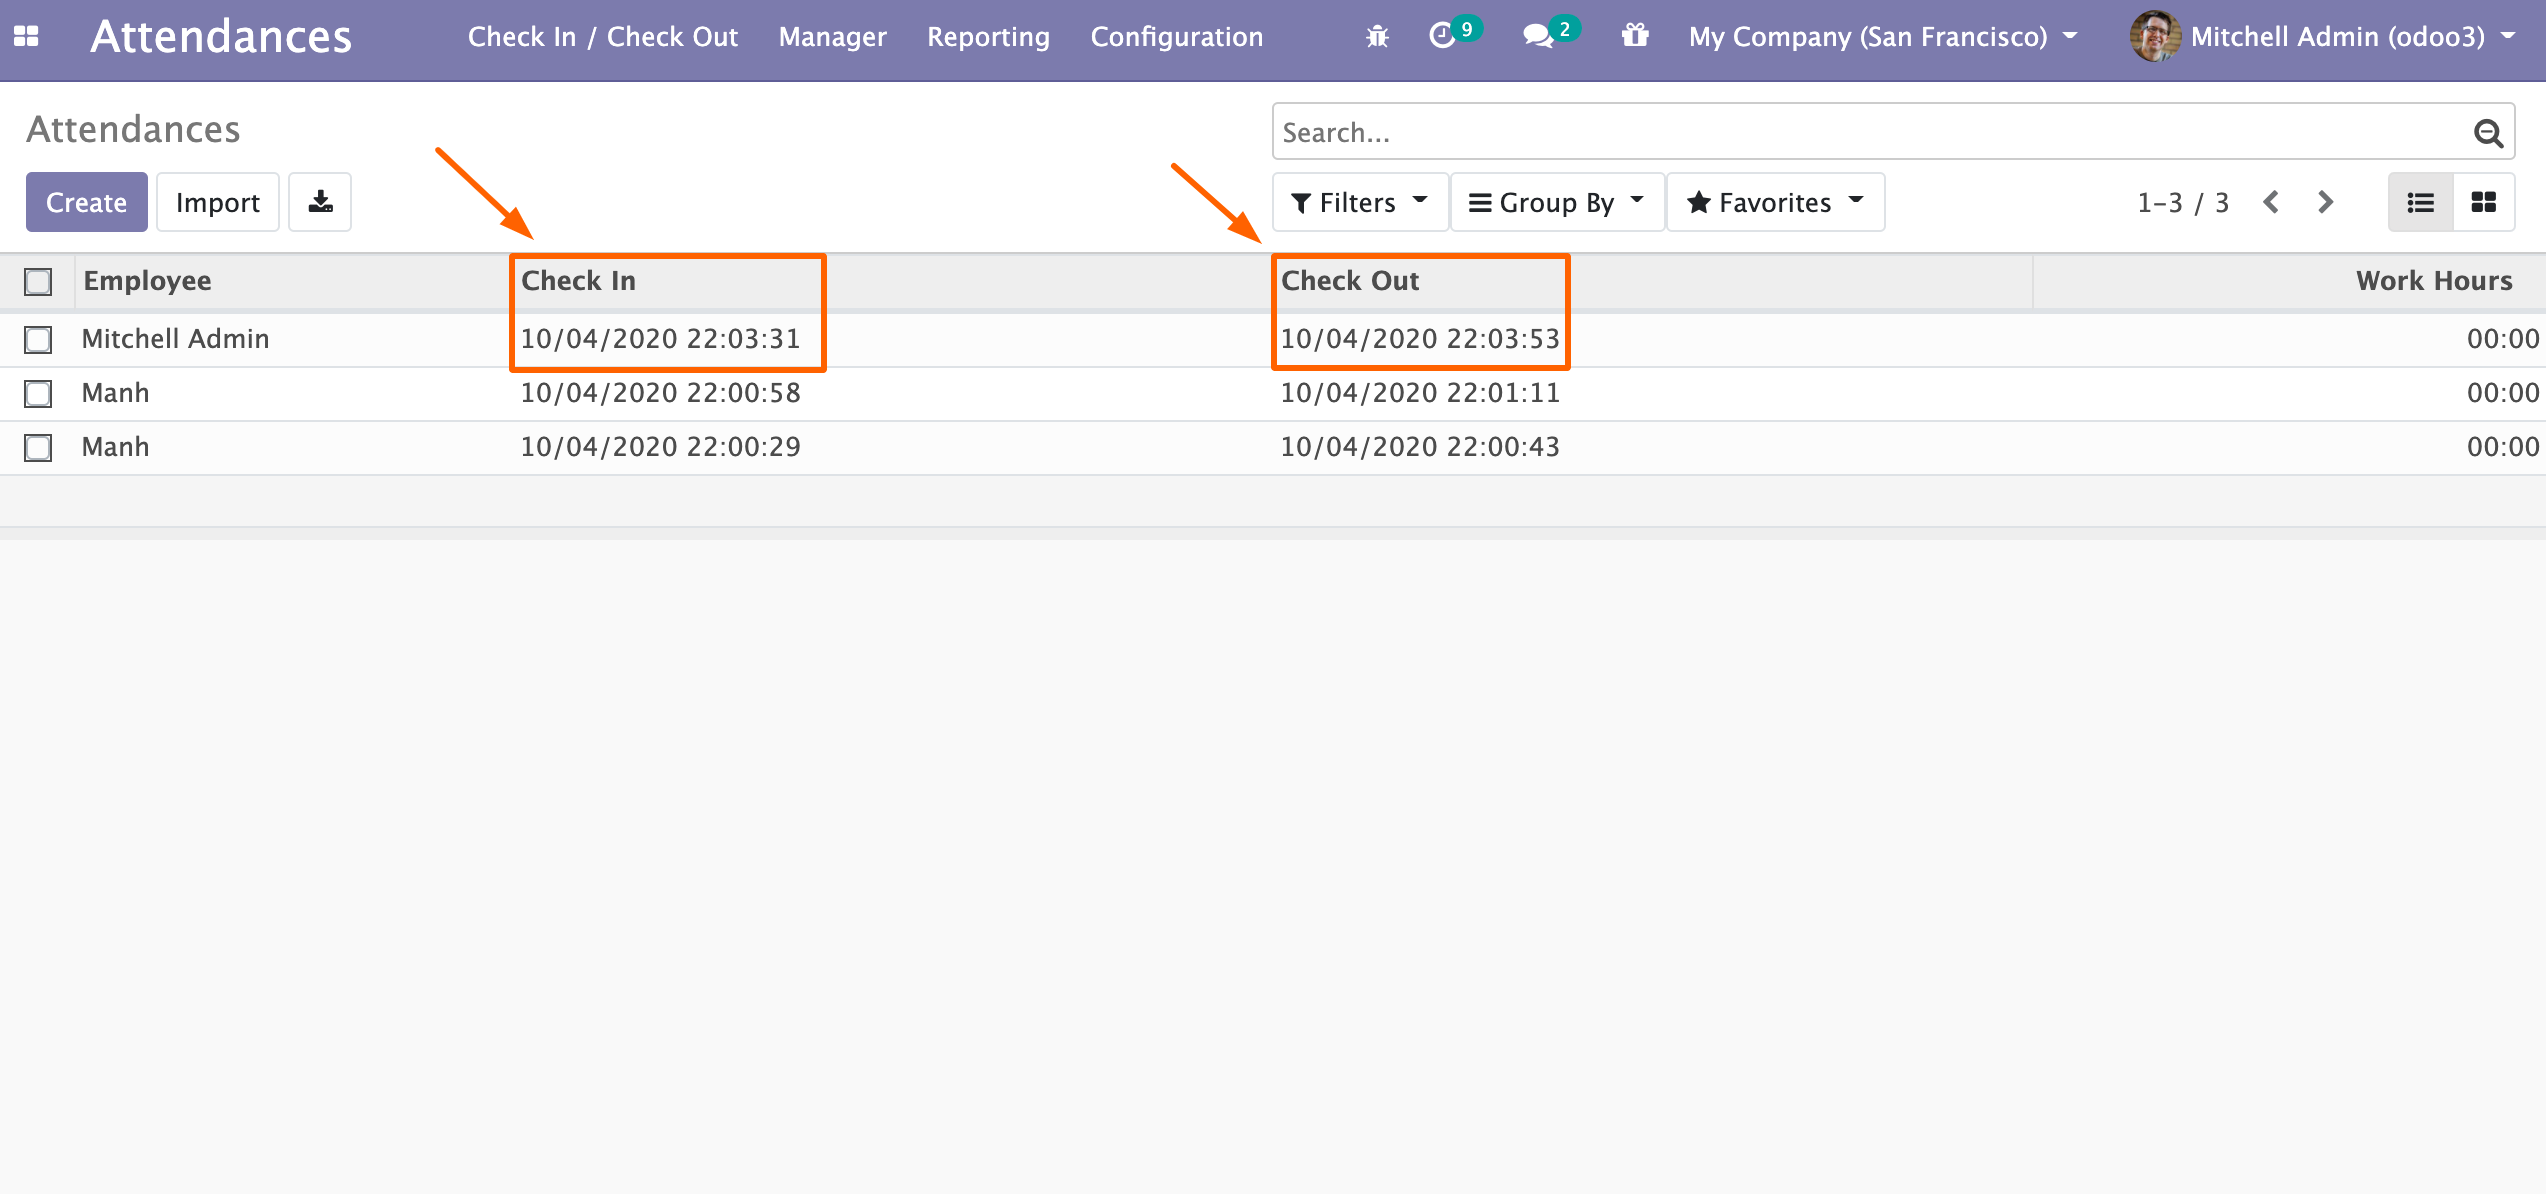 Attendances Check In / Check Out Manager Reporting Configuration 9 2 My Company (San Francisco) Mitchell Admin (odoo3)
Attendances
Search...
Create Import Filters Group By Favorites 1-3 / 3
Employee Check In Check Out Work Hours
Mitchell Admin 10/04/2020 22:03:31 10/04/2020 22:03:53 00:00
Manh 10/04/2020 22:00:58 10/04/2020 22:01:11 00:00
Manh 10/04/2020 22:00:29 10/04/2020 22:00:43 00:00